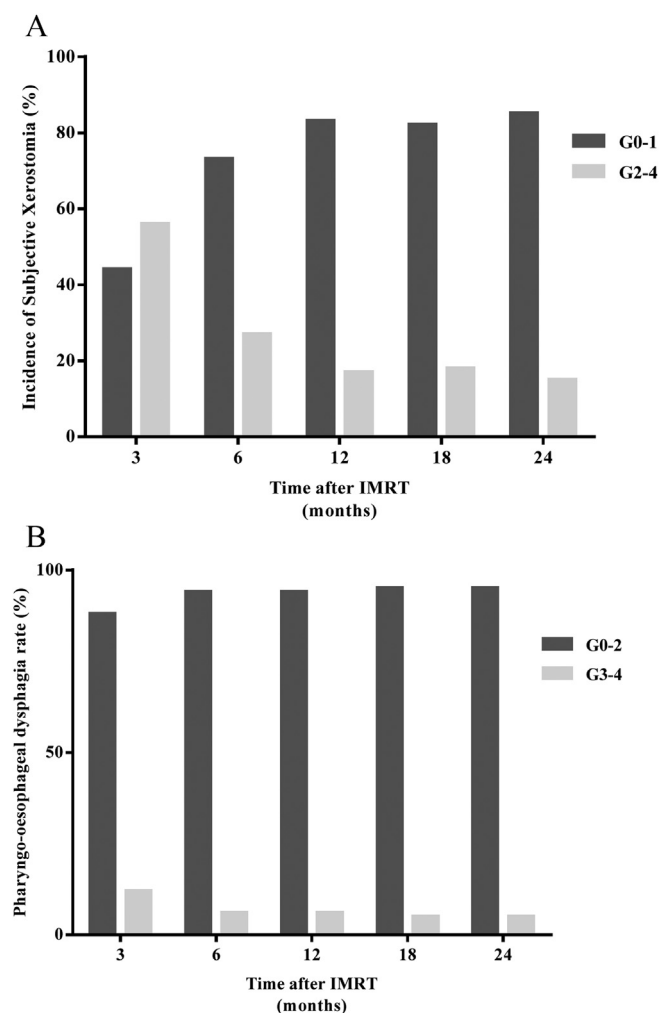 A
Incidence of Subjective Xerostomia (%)
100
80
60
40
20
0
3 6 12 18 24
Time after IMRT
(months)
G0-1
G2-4
B
Pharyngo-oesophageal dysphagia rate (%)
100
50
0
3 6 12 18 24
Time after IMRT
(months)
G0-2
G3-4